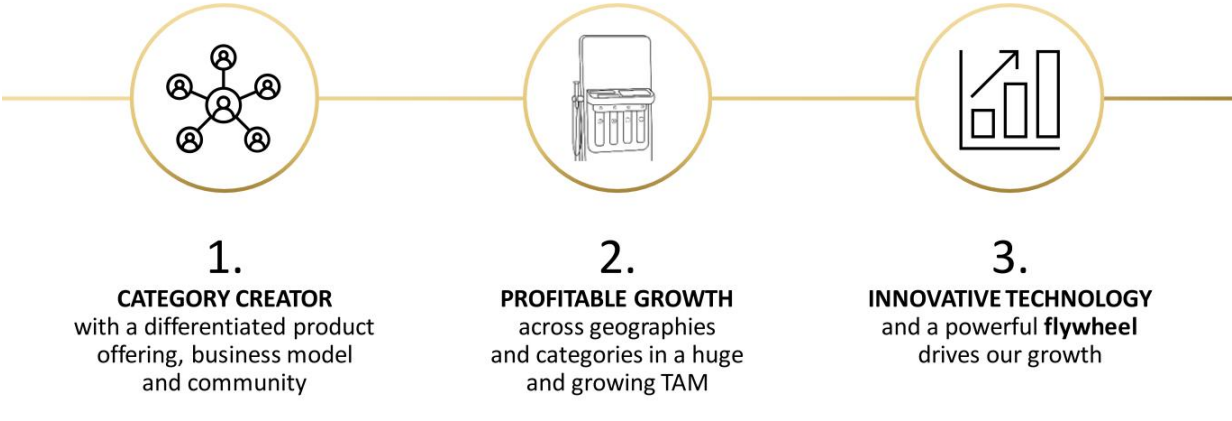 1.
CATEGORY CREATOR
with a differentiated product
offering, business model
and community
2.
PROFITABLE GROWTH
across geographies
and categories in a huge
and growing TAM
3.
INNOVATIVE TECHNOLOGY
and a powerful flywheel
drives our growth